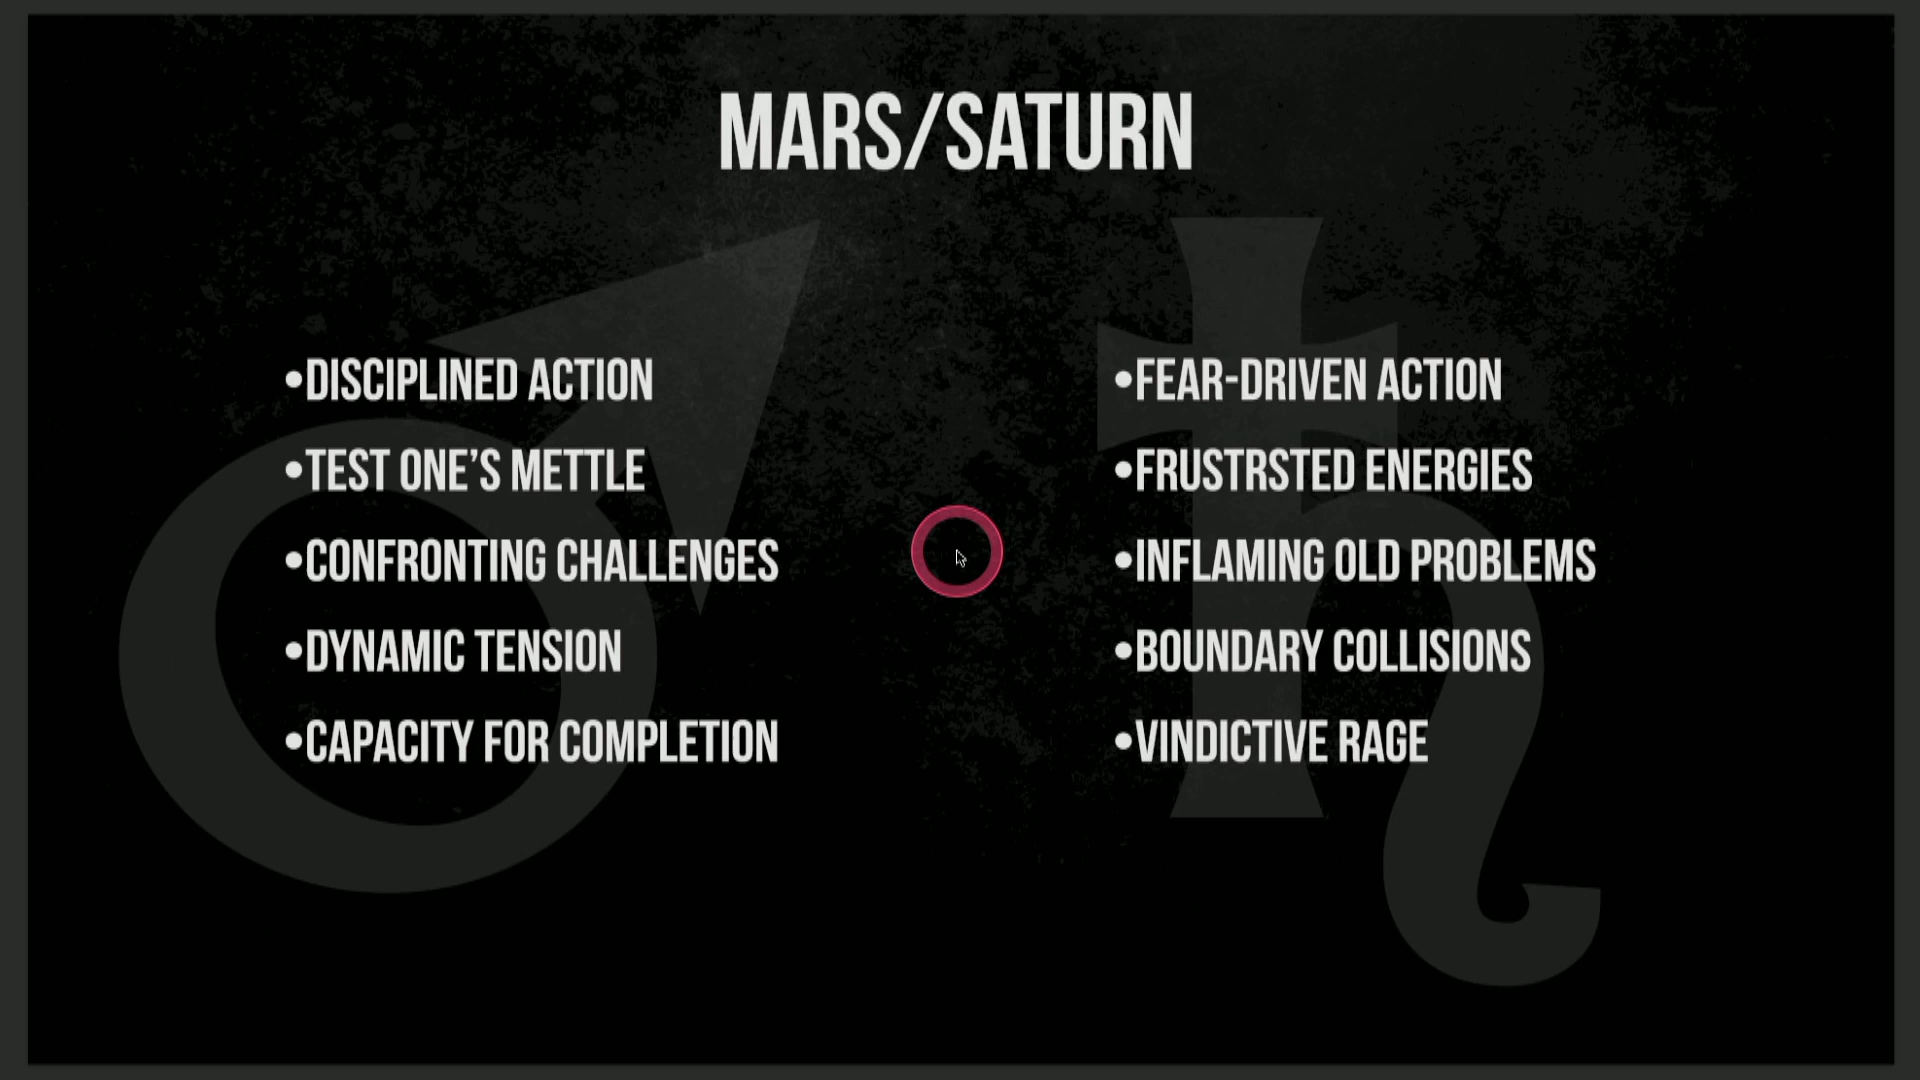 MARS/SATURN
•DISCIPLINED ACTION
•TEST ONE’S METTLE
•CONFRONTING CHALLENGES
•DYNAMIC TENSION
•CAPACITY FOR COMPLETION
•FEAR-DRIVEN ACTION
•FRUSTRSTED ENERGIES
•INFLAMING OLD PROBLEMS
•BOUNDARY COLLISIONS
•VINDICTIVE RAGE